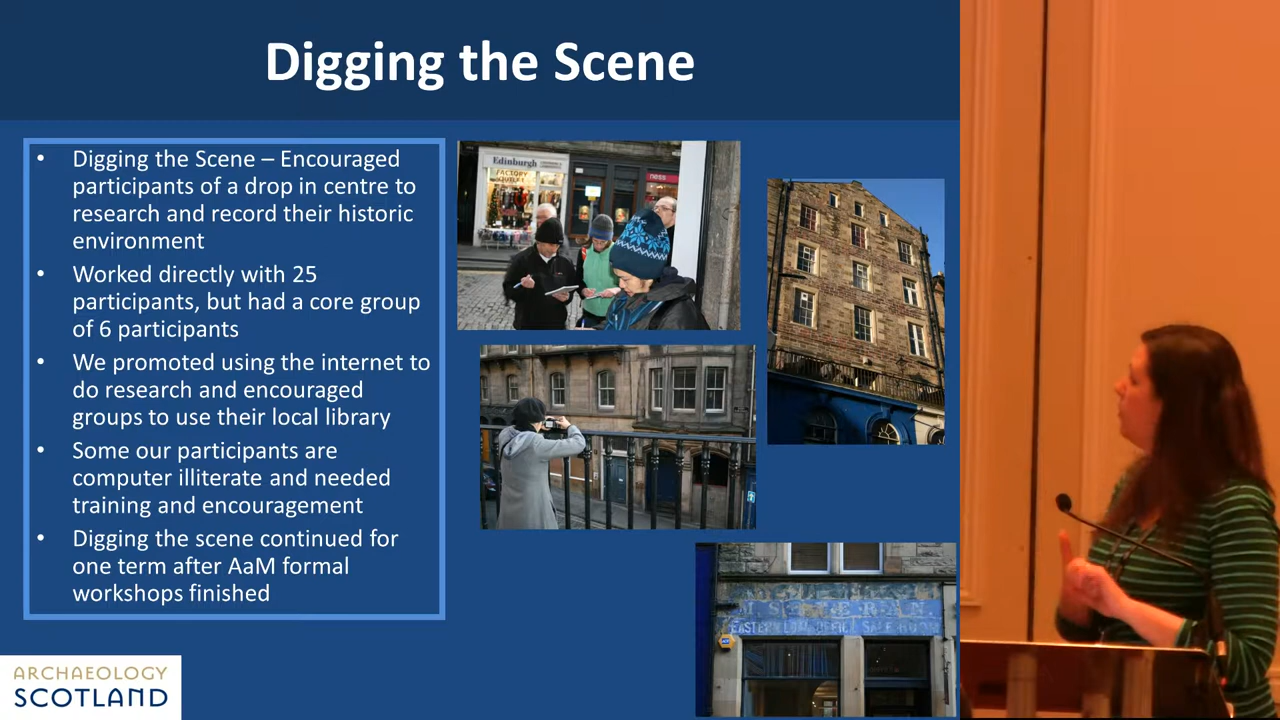 Digging the Scene
• Digging the Scene – Encouraged
participants of a drop in centre to
research and record their historic
environment
• Worked directly with 25
participants, but had a core group
of 6 participants
• We promoted using the internet to
do research and encouraged
groups to use their local library
• Some our participants are
computer illiterate and needed
training and encouragement
• Digging the scene continued for
one term after AaM formal
workshops finished
Edinburgh
FACTORY
OUTLET
ness
SALE ROOM
ARCHAEOLOGY
SCOTLAND